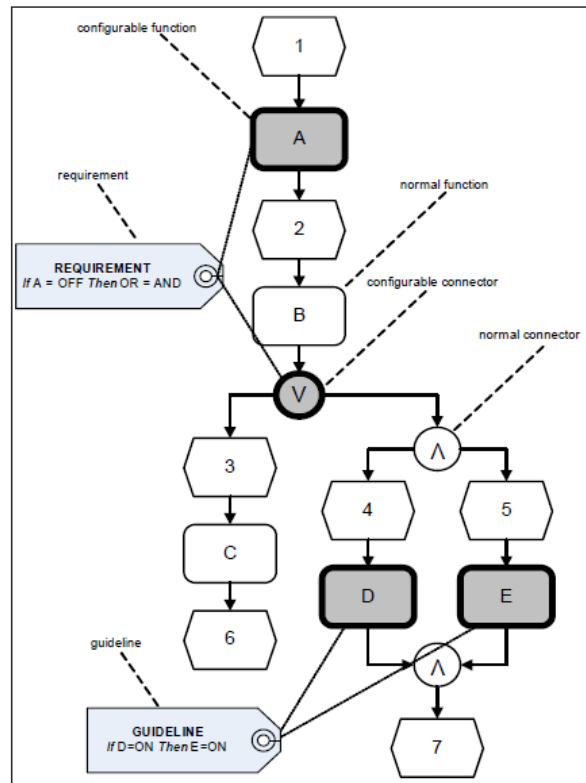 configurable function
1
A
requirement
normal function
2
REQUIREMENT
If A = OFF Then OR = AND
configurable connector
B
normal connector
V
Λ
3
4
5
C
D
E
guideline
6
Λ
GUIDELINE
If D=ON Then E=ON
7